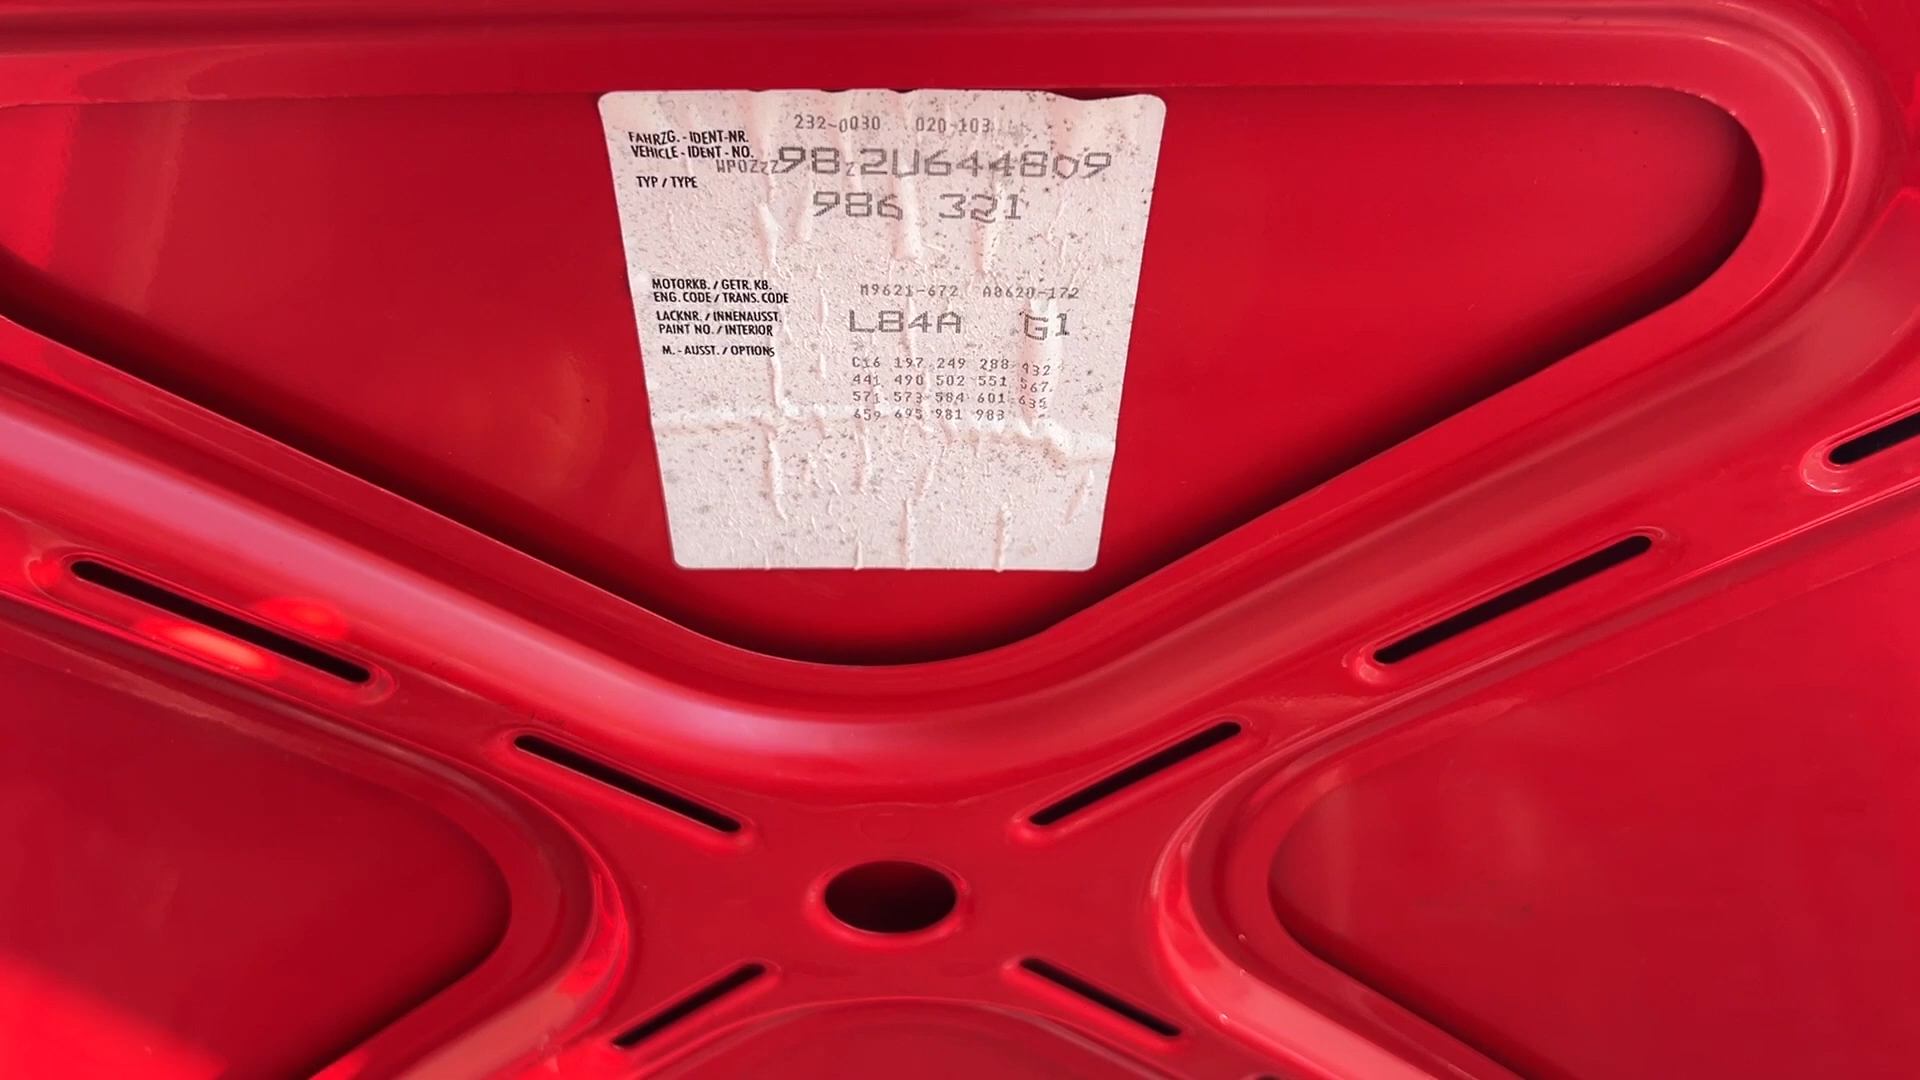 232-0030 020-103
FAHRZG. - IDENT-NR.
VEHICLE - IDENT - NO. WP0ZZZ98Z2U644809
TYP / TYPE 986 321
MOTORKB. / GETR. KB.
ENG. CODE / TRANS. CODE M9621-672 A8620-172
LACKNR. / INNENAUSST.
PAINT NO. / INTERIOR L84A G1
M. - AUSST. / OPTIONS
C16 197 249 288 432
441 490 502 551 567
571 573 584 601 635
659 695 981 983